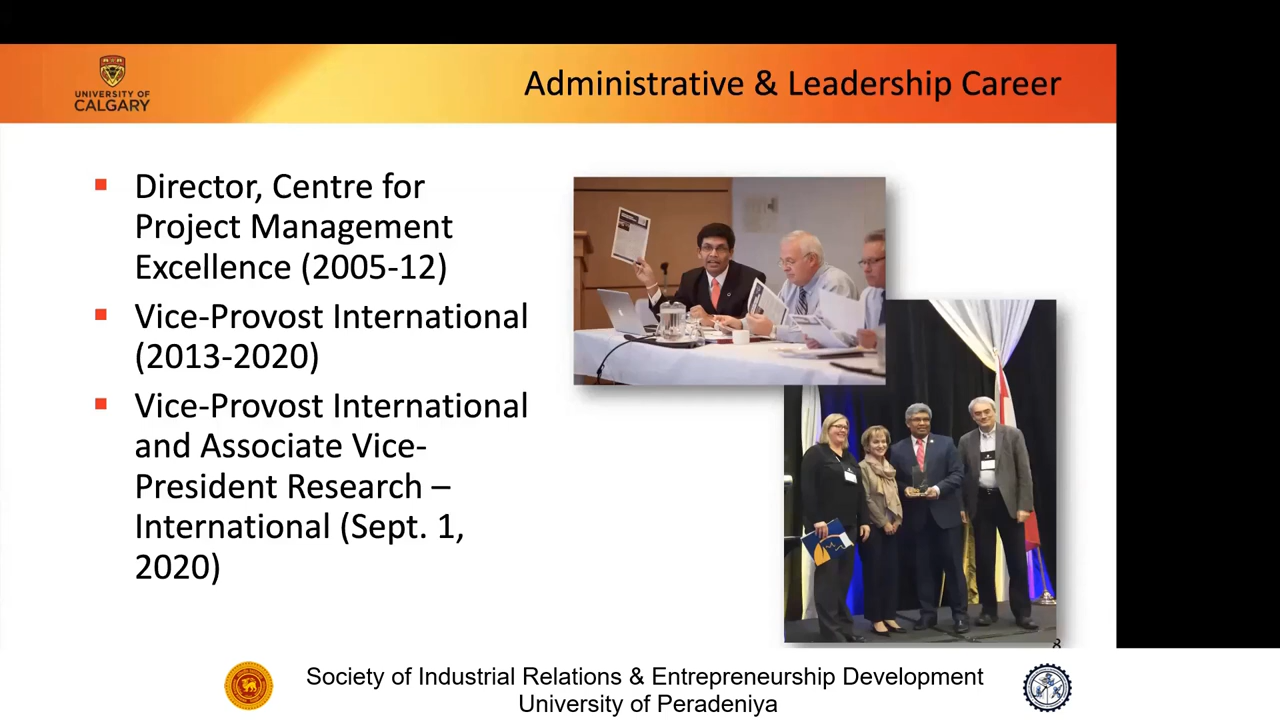 UNIVERSITY OF
CALGARY
Administrative & Leadership Career
▪ Director, Centre for
Project Management
Excellence (2005-12)
▪ Vice-Provost International
(2013-2020)
▪ Vice-Provost International
and Associate Vice-
President Research –
International (Sept. 1,
2020)
8
Society of Industrial Relations & Entrepreneurship Development
University of Peradeniya